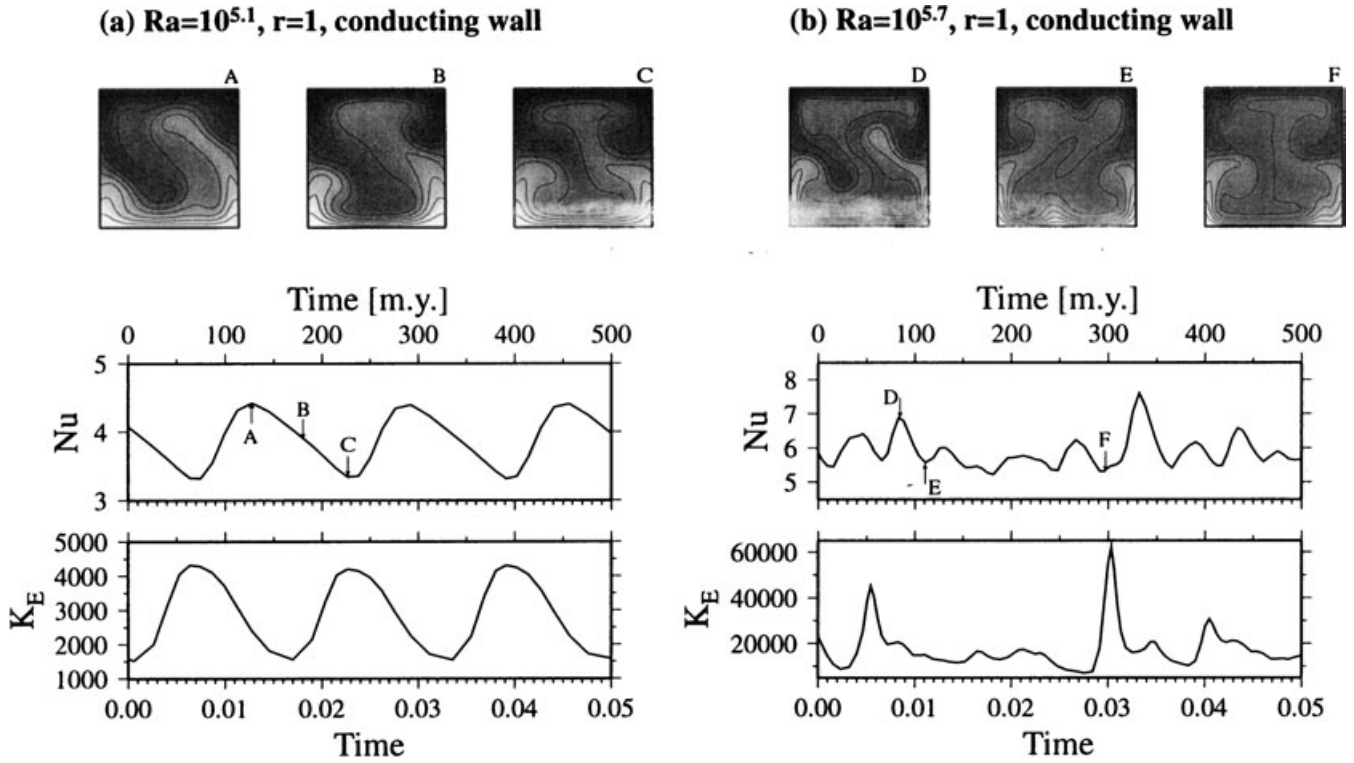 (a) Ra=10^5.1, r=1, conducting wall
A B C
Time [m.y.]
0 100 200 300 400 500
5
4
3
Nu
A
B
C
5000
4000
3000
2000
1000
K_E
0.00 0.01 0.02 0.03 0.04 0.05
Time
(b) Ra=10^5.7, r=1, conducting wall
D E F
Time [m.y.]
0 100 200 300 400 500
8
7
6
5
Nu
D
E
F
60000
40000
20000
K_E
0.00 0.01 0.02 0.03 0.04 0.05
Time